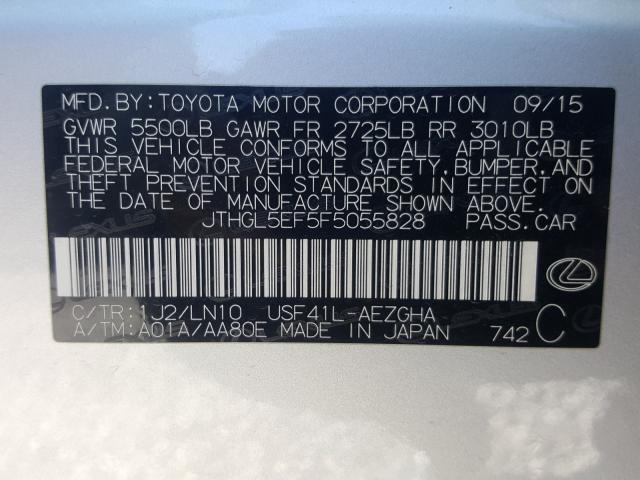 MFD.BY:TOYOTA MOTOR CORPORATION 09/15
GVWR 5500LB GAWR FR 2725LB RR 3010LB
THIS VEHICLE CONFORMS TO ALL APPLICABLE
FEDERAL MOTOR VEHICLE SAFETY,BUMPER,AND
THEFT PREVENTION STANDARDS IN EFFECT ON
THE DATE OF MANUFACTURE SHOWN ABOVE.
JTHGL5EF5F5055828 PASS.CAR
C/TR:1J2/LN10 USF41L-AEZGHA
A/TM:A01A/AA80E MADE IN JAPAN 742 C